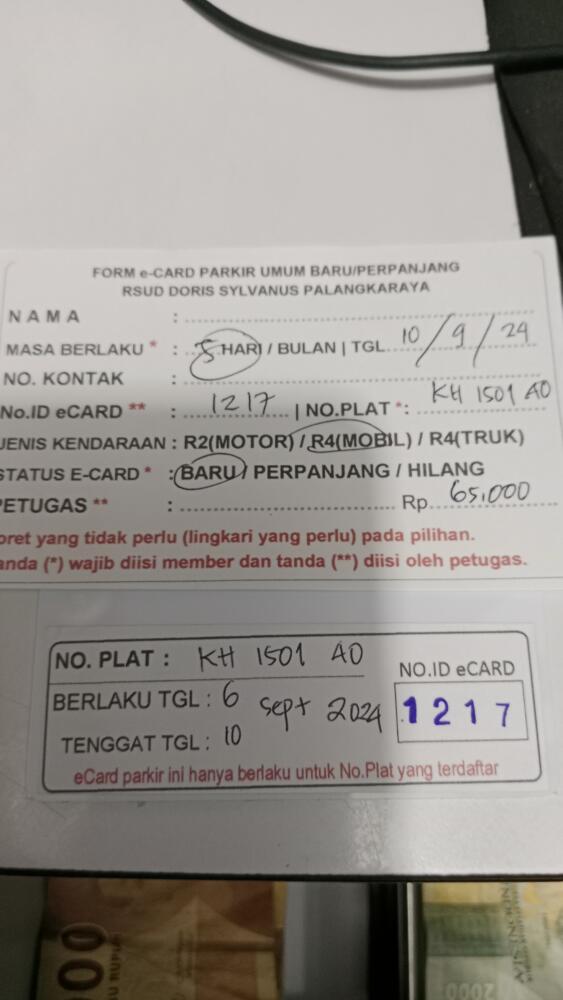 FORM e-CARD PARKIR UMUM BARU/PERPANJANG
RSUD DORIS SYLVANUS PALANGKARAYA
NAMA :
MASA BERLAKU * : 5 HARI / BULAN | TGL. 10/9/24
NO. KONTAK :
No.ID eCARD ** : 1217 | NO.PLAT *: KH 1501 AO
JENIS KENDARAAN : R2(MOTOR) / R4(MOBIL) / R4(TRUK)
STATUS E-CARD * : BARU / PERPANJANG / HILANG
PETUGAS ** : Rp. 65.000
oret yang tidak perlu (lingkari yang perlu) pada pilihan.
anda (*) wajib diisi member dan tanda (**) diisi oleh petugas.
NO. PLAT : KH 1501 AO
NO.ID eCARD
BERLAKU TGL : 6 Sept 2024
1217
TENGGAT TGL : 10
eCard parkir ini hanya berlaku untuk No.Plat yang terdaftar
00
2000